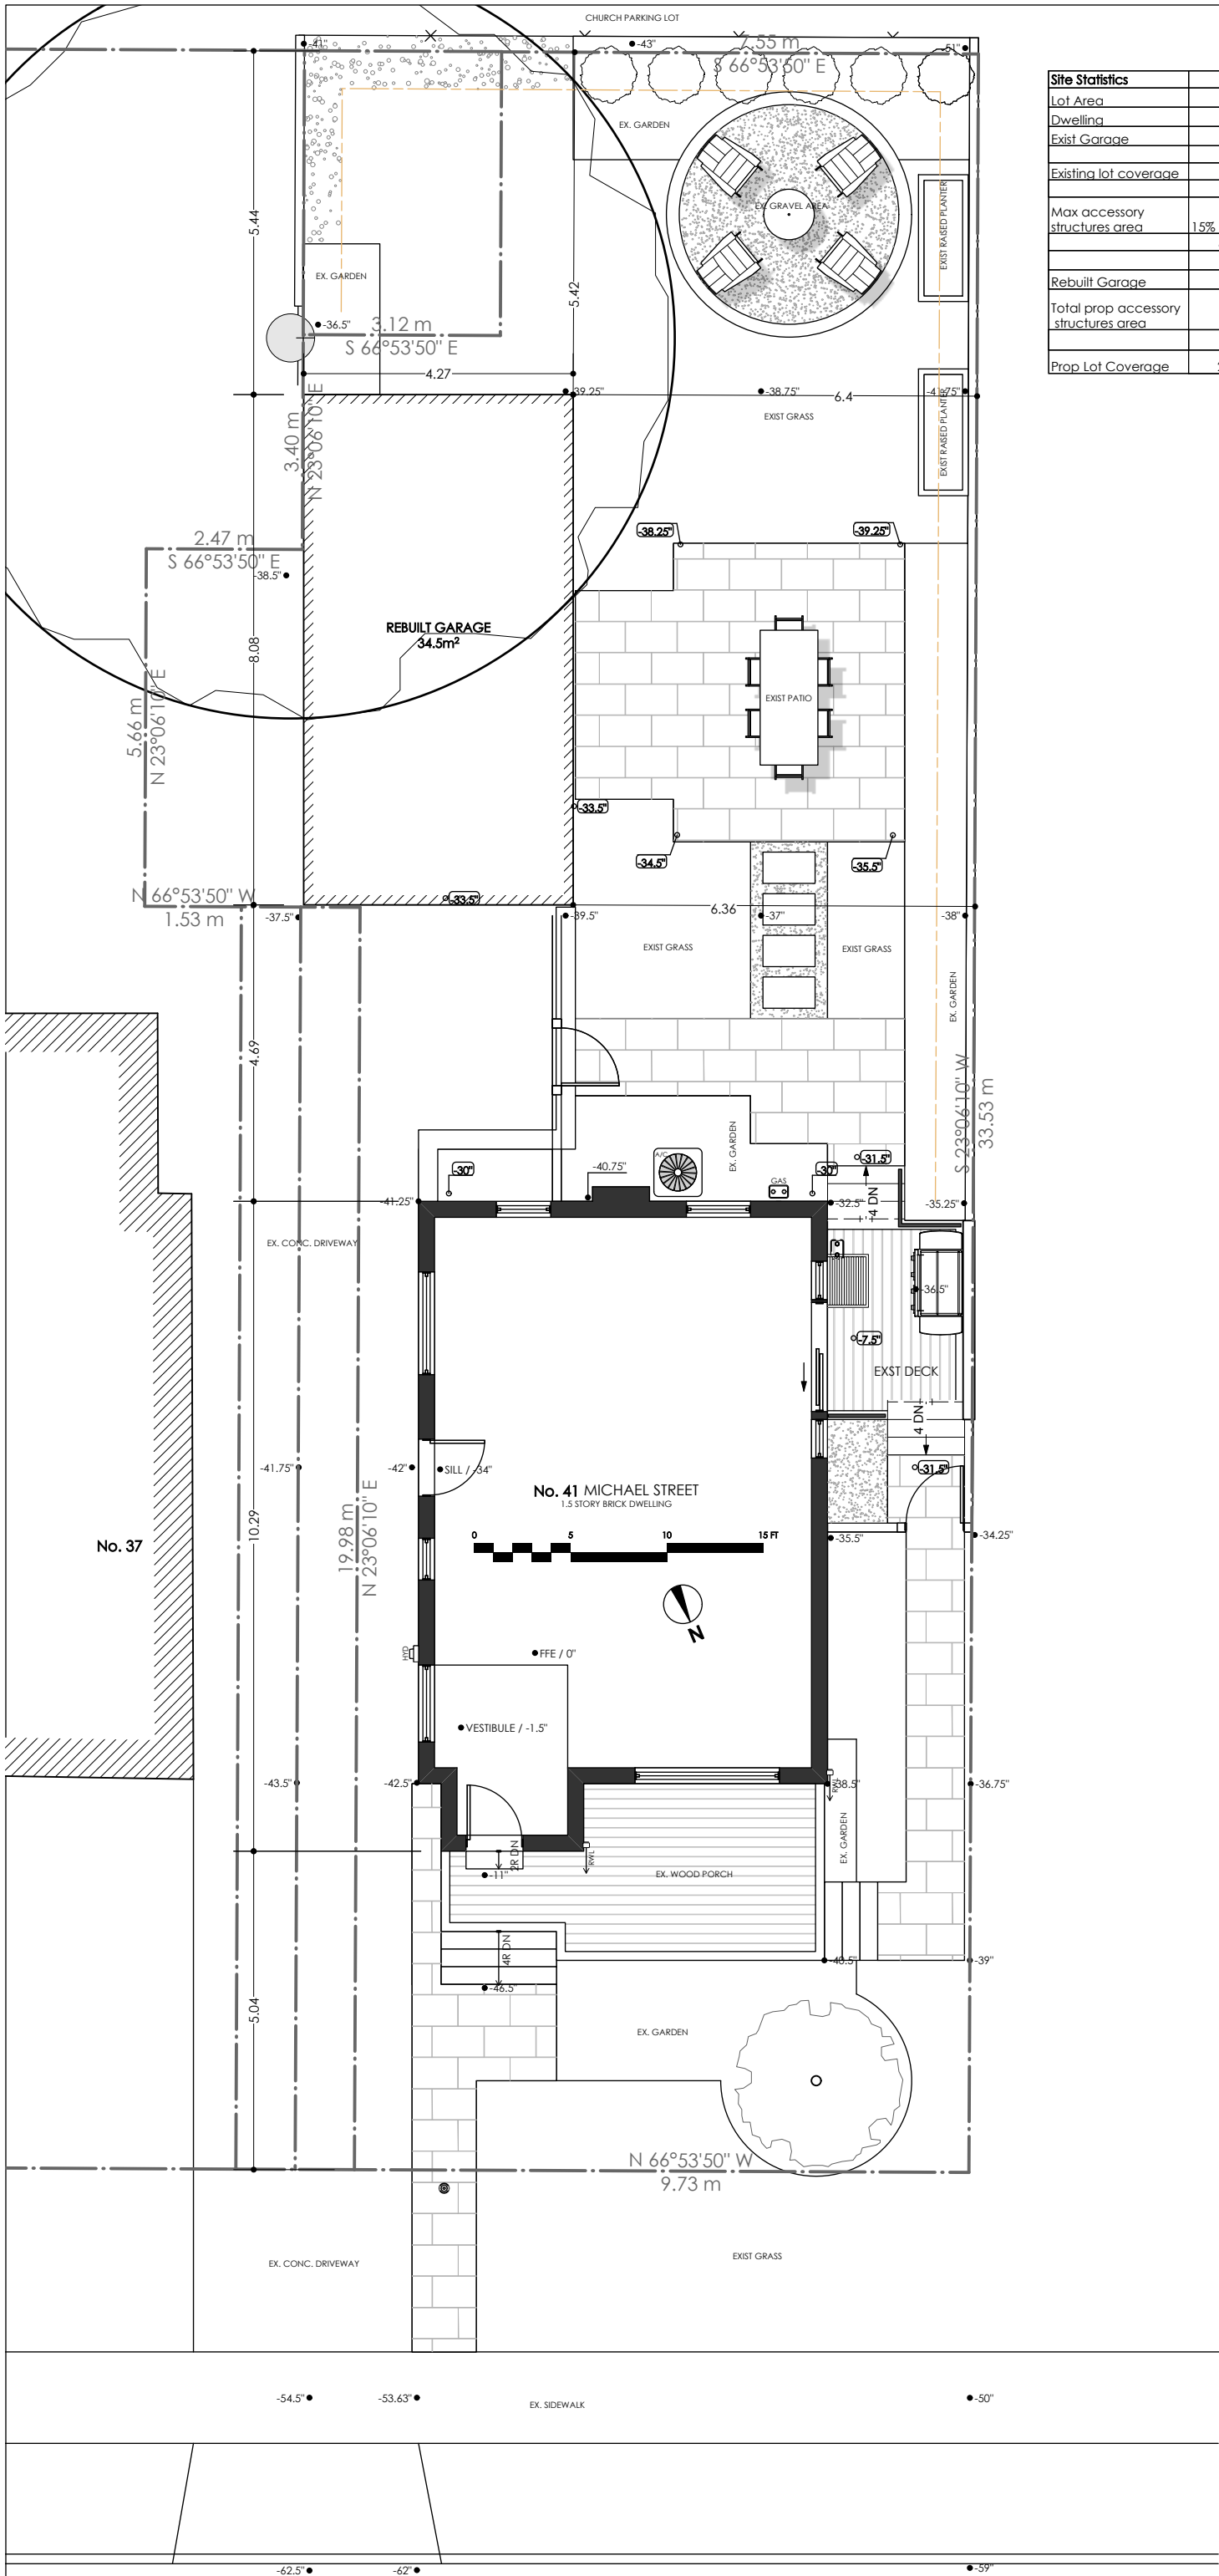 CHURCH PARKING LOT
-41"
-43"
7.55 m
-51"
S 66°53'50" E
Site Statistics
Lot Area
Dwelling
Exist Garage
Existing lot coverage
Max accessory
structures area
15%
Rebuilt Garage
Total prop accessory
structures area
Prop Lot Coverage
EX. GARDEN
EX. GRAVEL AREA
EXIST RAISED PLANTER
5.44
EX. GARDEN
5.42
-36.5"
3.12 m
S 66°53'50" E
4.27
-39.25"
-38.75"
6.4
EXIST GRASS
EXIST RAISED PLANTER
3.40 m
N 23°06'10" E
-38.25"
-39.25"
2.47 m
S 66°53'50" E
-38.5"
REBUILT GARAGE
34.5m²
8.08
5.66 m
N 23°06'10" E
EXIST PATIO
-33.5"
-34.5"
-35.5"
N 66°53'50" W
1.53 m
-33.5"
-37.5"
-39.5"
6.36
-37"
-38"
EXIST GRASS
EXIST GRASS
EX. GARDEN
4.69
S 23°06'10" W
33.53 m
EX. GARDEN
A/C
-30"
-40.75"
GAS
-30"
-31.5"
-41.25"
-32.5"
4 DN
-35.25"
EX. CONC. DRIVEWAY
-36.5"
-7.5"
EXST DECK
4 DN
-31.5"
-41.75"
-42"
SILL / -34"
No. 41 MICHAEL STREET
1.5 STORY BRICK DWELLING
0
5
10
15 FT
10.29
19.98 m
N 23°06'10" E
-35.5"
-34.25"
No. 37
N
HYD
FFE / 0"
VESTIBULE / -1.5"
-43.5"
-42.5"
-38.5"
RWL
-36.75"
2R DN
RWL
EX. GARDEN
-11"
EX. WOOD PORCH
4R DN
-40.5"
-39"
-46.5"
5.04
EX. GARDEN
N 66°53'50" W
9.73 m
EX. CONC. DRIVEWAY
EXIST GRASS
-54.5"
-53.63"
-50"
EX. SIDEWALK
-62.5"
-62"
-59"